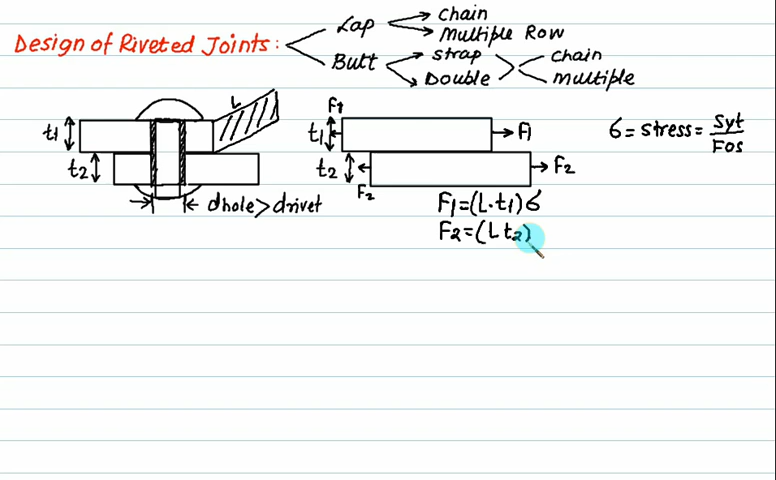 Design of Riveted Joints:
Lap
chain
Multiple Row
Butt
strap
Double
chain
multiple
t1
t2
L
dhole > drivet
F1
t1
F1
t2
F2
F2
σ = stress = Syt/Fos
F1 = (L.t1) σ
F2 = (L t2)